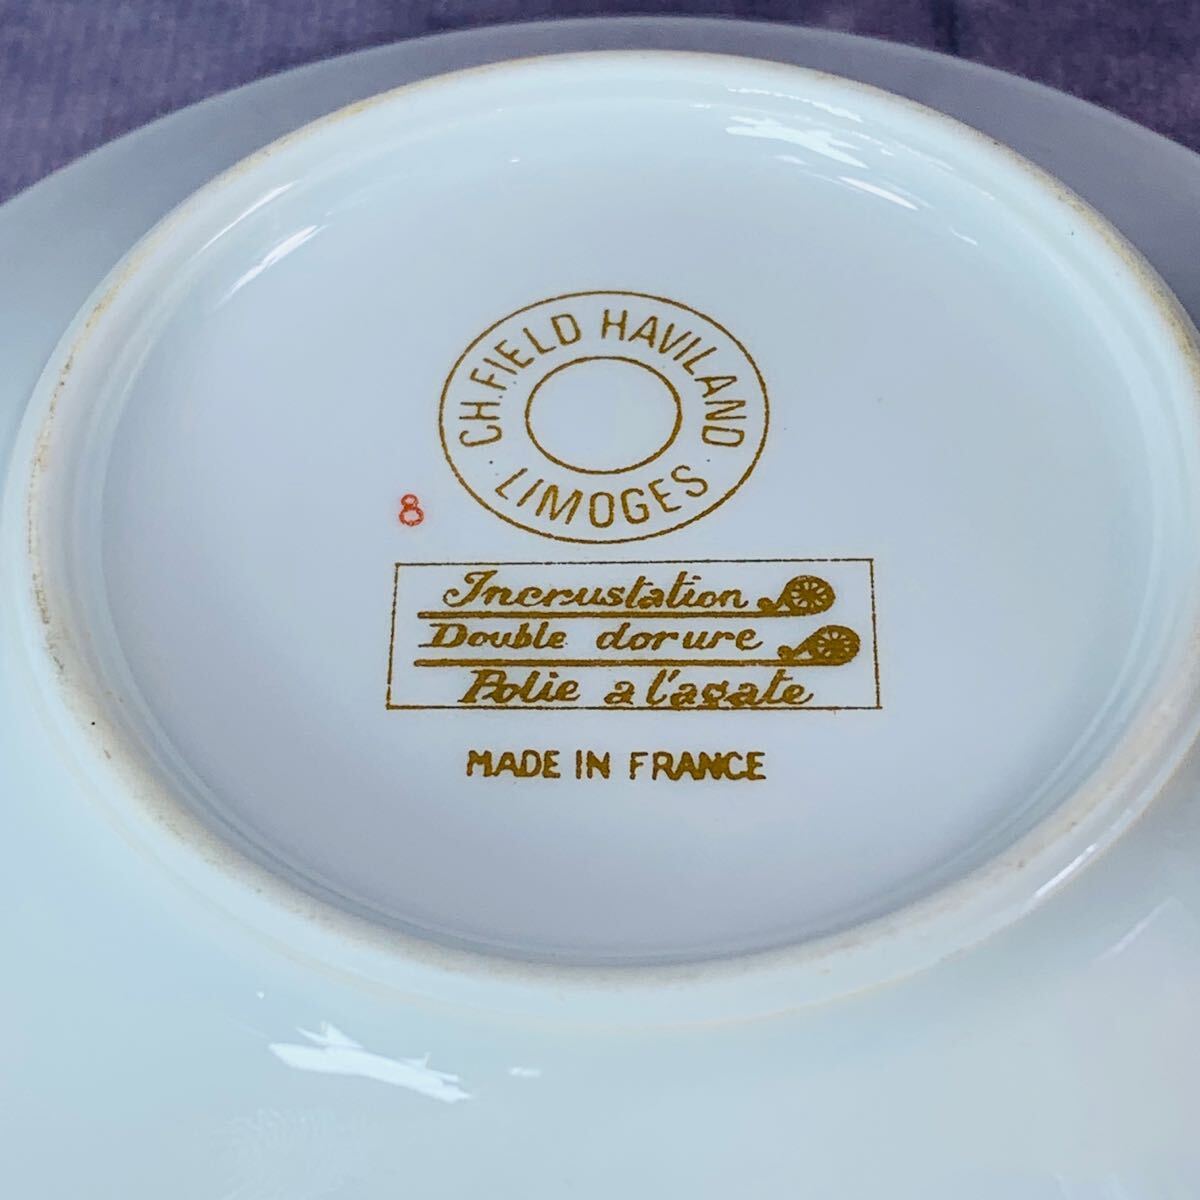 CH. FIELD HAVILAND
· LIMOGES ·
8
Incrustation
Double dorure
Polie a l'agate
MADE IN FRANCE